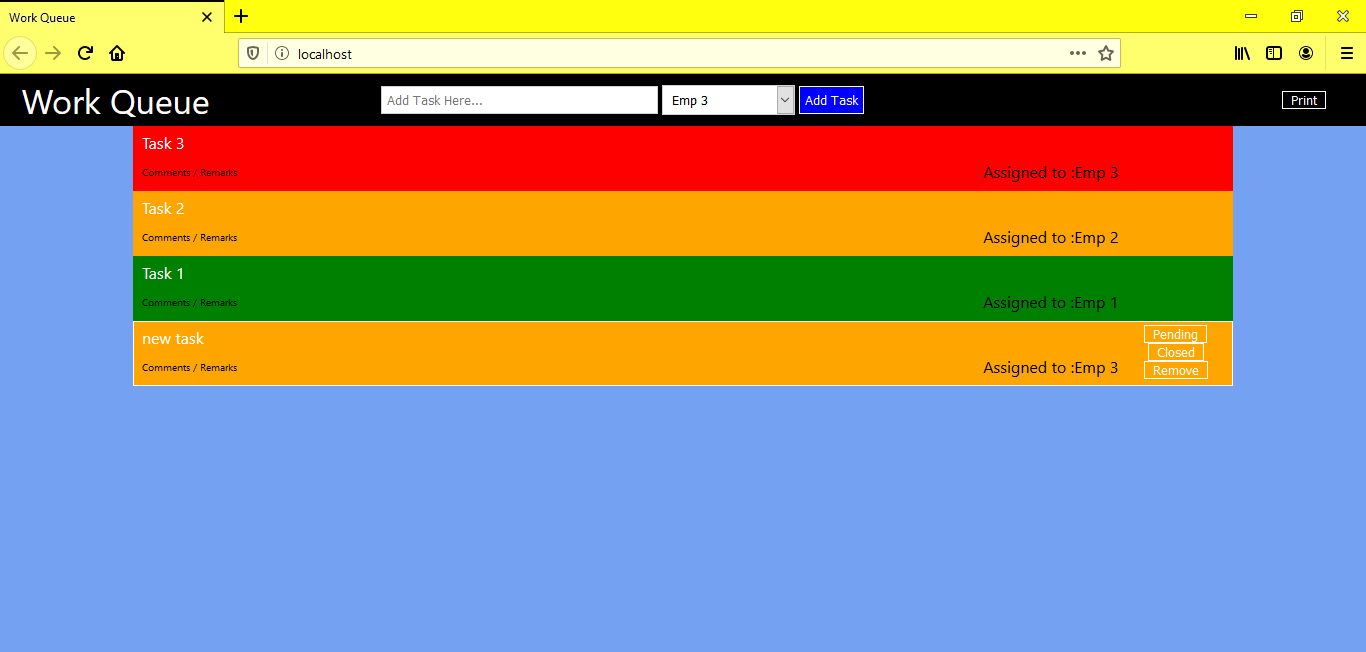 Work Queue
localhost
Work Queue
Add Task Here...
Emp 3
Add Task
Print
Task 3
Comments / Remarks
Assigned to :Emp 3
Task 2
Comments / Remarks
Assigned to :Emp 2
Task 1
Comments / Remarks
Assigned to :Emp 1
new task
Comments / Remarks
Assigned to :Emp 3
Pending
Closed
Remove